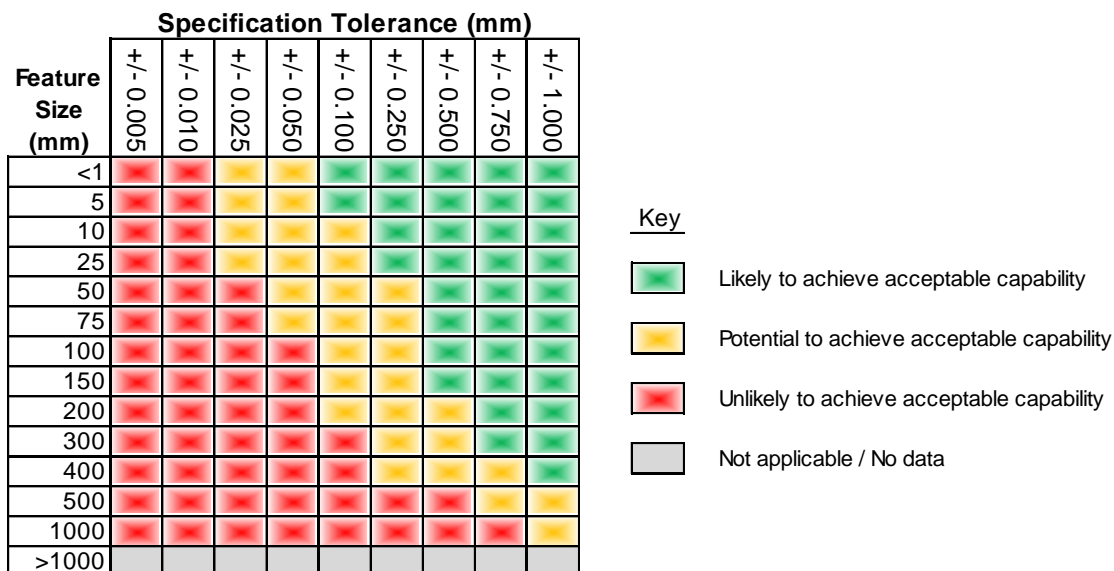 Specification Tolerance (mm)
Feature
Size
(mm)
+/- 0.005
+/- 0.010
+/- 0.025
+/- 0.050
+/- 0.100
+/- 0.250
+/- 0.500
+/- 0.750
+/- 1.000
<1
5
10
25
50
75
100
150
200
300
400
500
1000
>1000
Key
Likely to achieve acceptable capability
Potential to achieve acceptable capability
Unlikely to achieve acceptable capability
Not applicable / No data